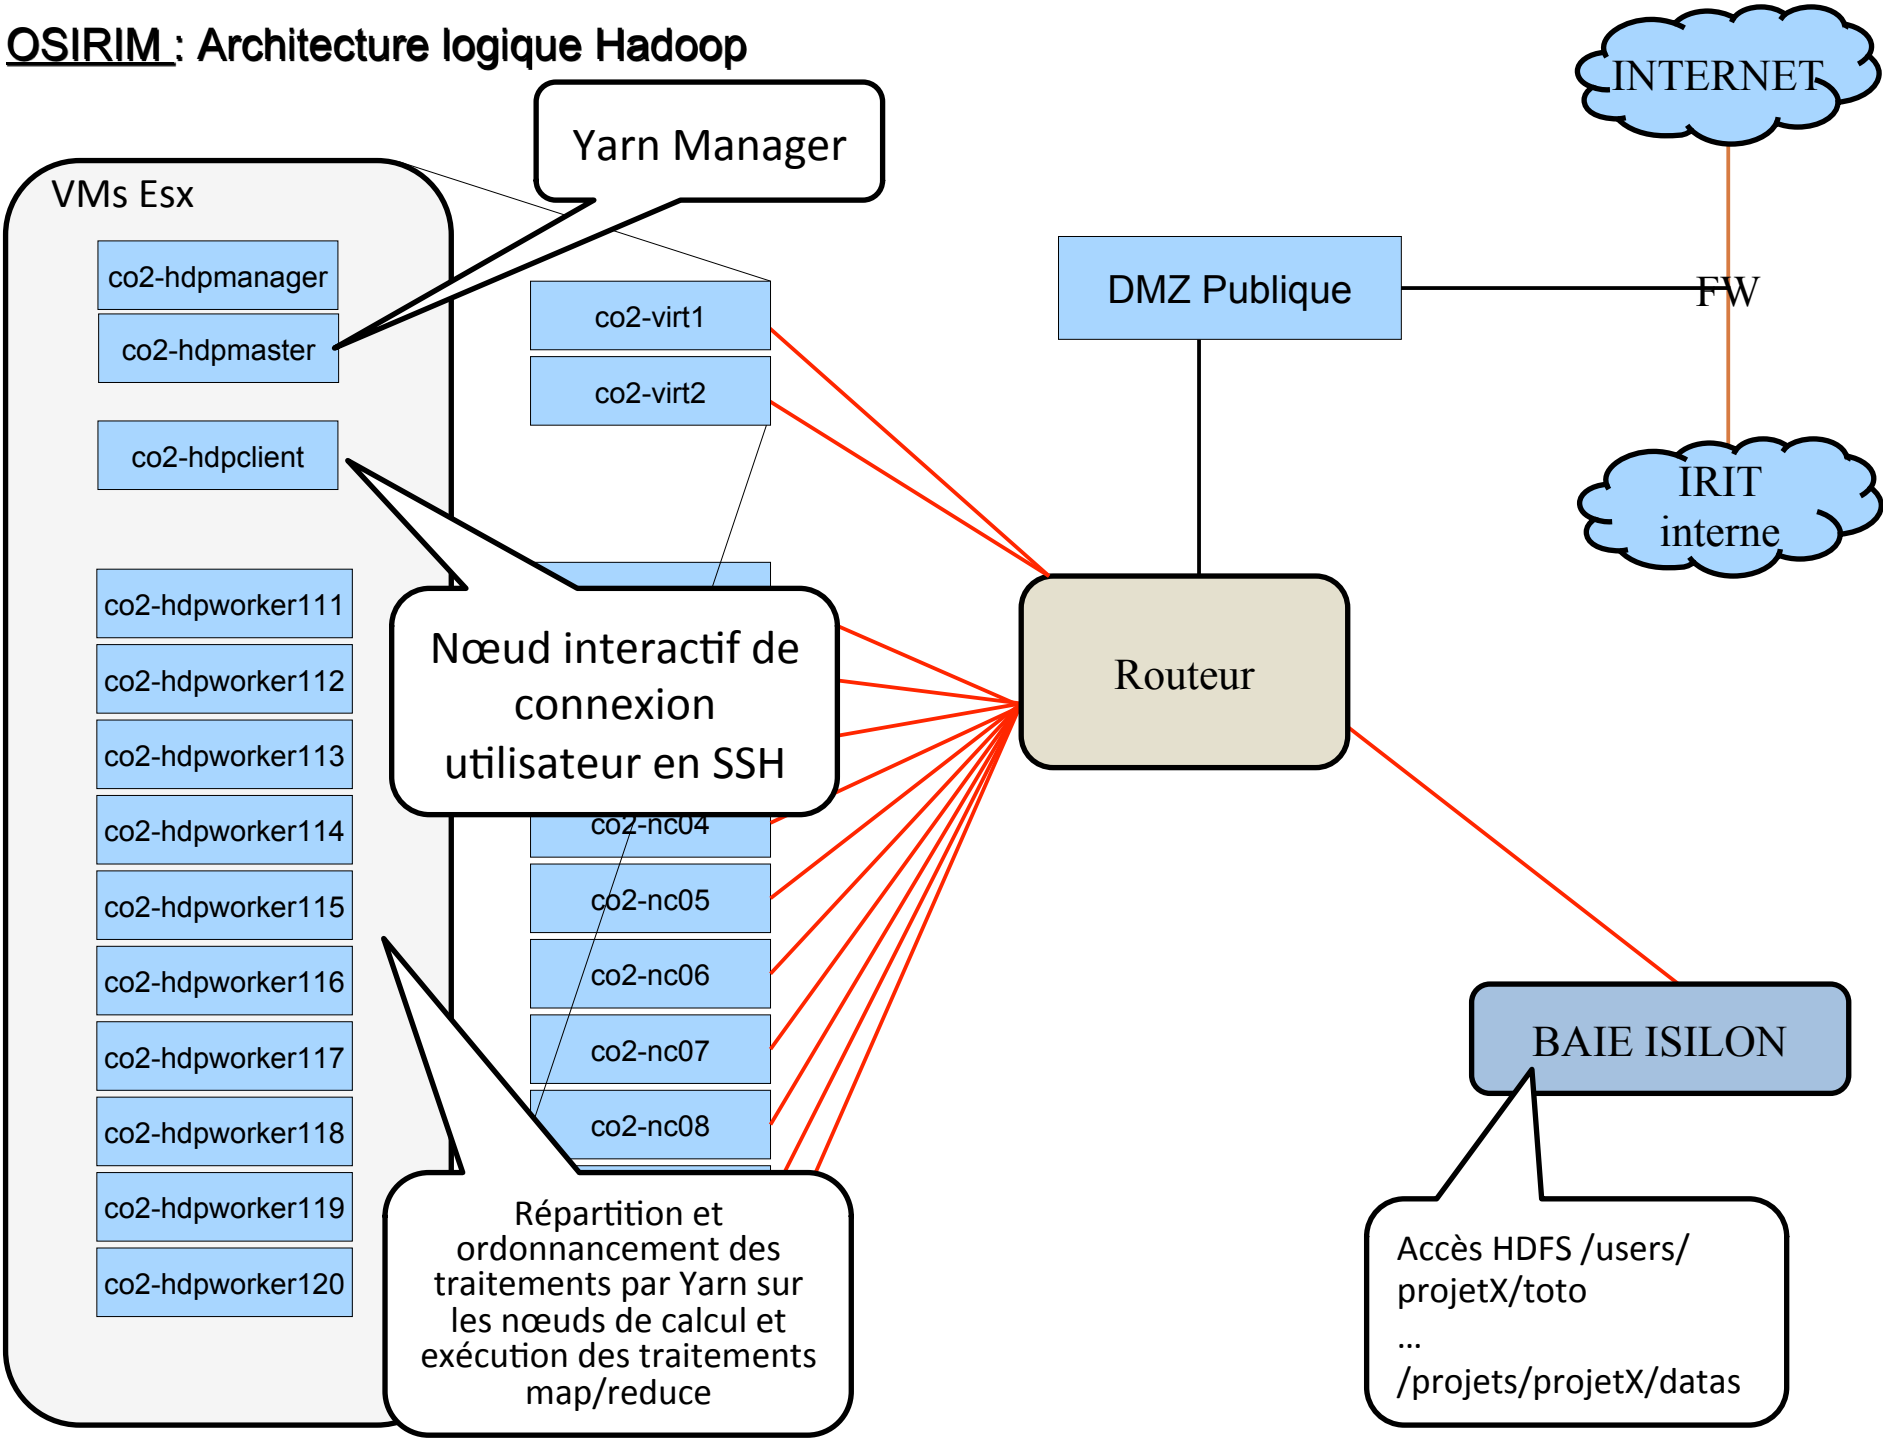 OSIRIM : Architecture logique Hadoop
INTERNET
Yarn Manager
VMs Esx
co2-hdpmanager
co2-hdpmaster
co2-hdpclient
co2-hdpworker111
co2-hdpworker112
co2-hdpworker113
co2-hdpworker114
co2-hdpworker115
co2-hdpworker116
co2-hdpworker117
co2-hdpworker118
co2-hdpworker119
co2-hdpworker120
co2-virt1
co2-virt2
Nœud interactif de
connexion
utilisateur en SSH
co2-nc04
co2-nc05
co2-nc06
co2-nc07
co2-nc08
Répartition et
ordonnancement des
traitements par Yarn sur
les nœuds de calcul et
exécution des traitements
map/reduce
DMZ Publique
FW
IRIT
interne
Routeur
BAIE ISILON
Accès HDFS /users/
projetX/toto
...
/projets/projetX/datas